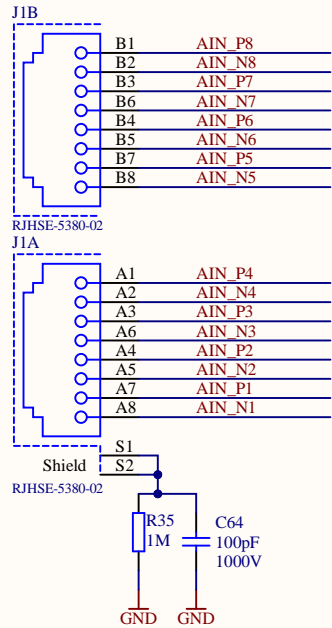 J1B
B1 AIN_P8
B2 AIN_N8
B3 AIN_P7
B6 AIN_N7
B4 AIN_P6
B5 AIN_N6
B7 AIN_P5
B8 AIN_N5
RJHSE-5380-02
J1A
A1 AIN_P4
A2 AIN_N4
A3 AIN_P3
A6 AIN_N3
A4 AIN_P2
A5 AIN_N2
A7 AIN_P1
A8 AIN_N1
S1
Shield S2
RJHSE-5380-02
R35
1M
C64
100pF
1000V
GND GND